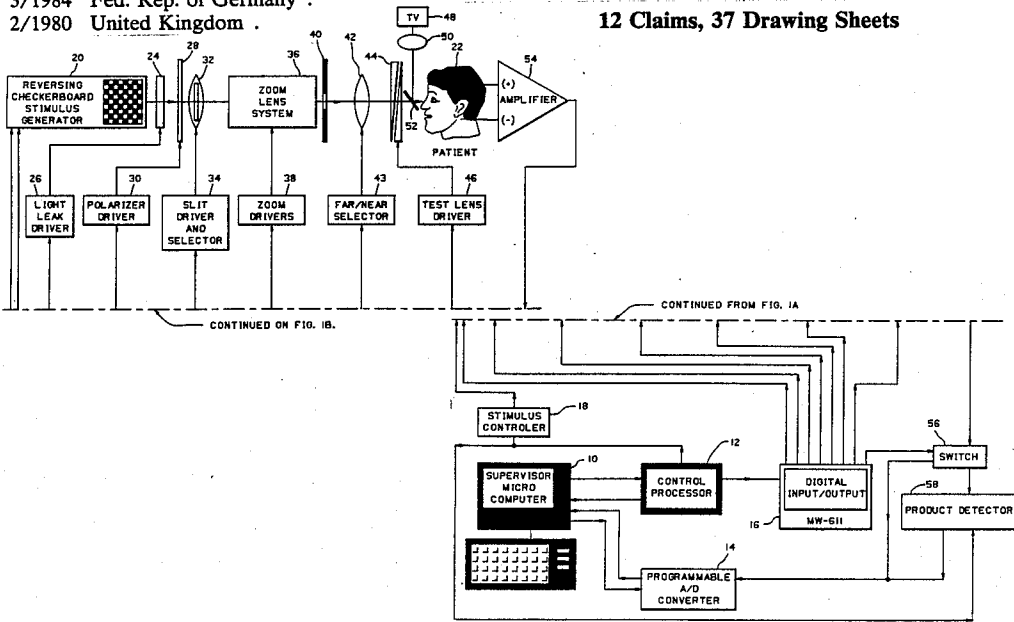 3/1984 Fed. Rep. of Germany .
2/1980 United Kingdom .
12 Claims, 37 Drawing Sheets
TV
48
50
20
24
28
32
36
40
42
44
22
54
REVERSING
CHECKERBOARD
STIMULUS
GENERATOR
ZOOM
LENS
SYSTEM
52
(+)
AMPLIFIER
(-)
PATIENT
26
30
34
38
43
46
LIGHT
LEAK
DRIVER
POLARIZER
DRIVER
SLIT
DRIVER
AND
SELECTOR
ZOOM
DRIVERS
FAR/NEAR
SELECTOR
TEST LENS
DRIVER
CONTINUED ON FIG. 1B.
CONTINUED FROM FIG. 1A
STIMULUS
CONTROLER
18
10
12
56
SUPERVISOR
MICRO
COMPUTER
CONTROL
PROCESSOR
DIGITAL
INPUT/OUTPUT
16
MW-611
SWITCH
58
PRODUCT DETECTOR
14
PROGRAMMABLE
A/D
CONVERTER